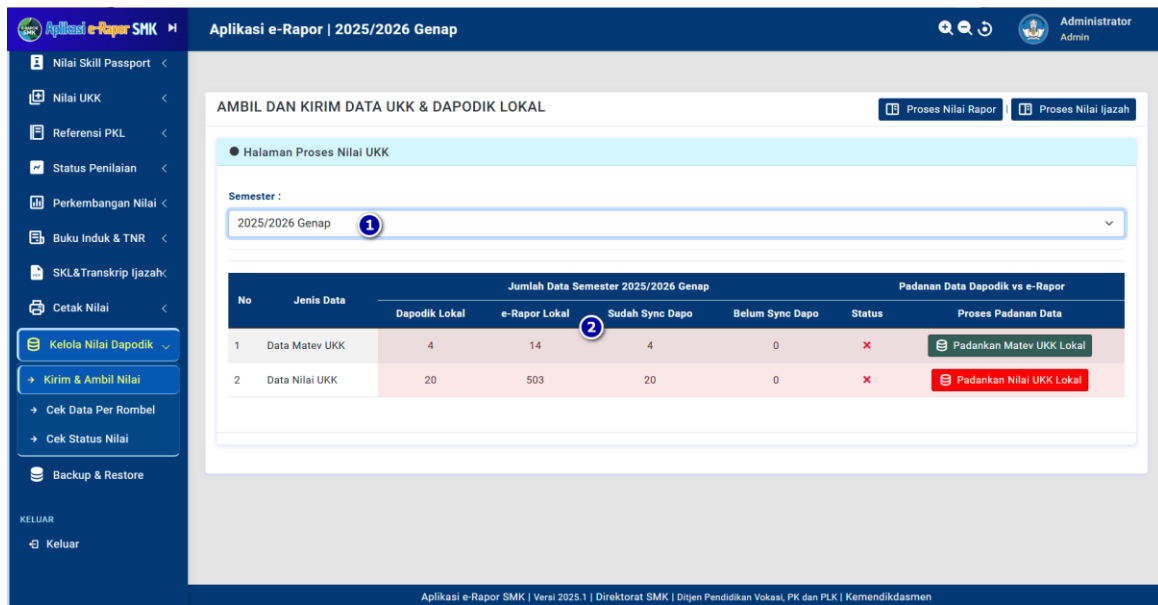 Aplikasi e-Rapor SMK
Aplikasi e-Rapor | 2025/2026 Genap
Administrator
Admin
Nilai Skill Passport
Nilai UKK
Referensi PKL
Status Penilaian
Perkembangan Nilai
Buku Induk & TNR
SKL&Transkrip Ijazah
Cetak Nilai
Kelola Nilai Dapodik
Kirim & Ambil Nilai
Cek Data Per Rombel
Cek Status Nilai
Backup & Restore
KELUAR
Keluar
AMBIL DAN KIRIM DATA UKK & DAPODIK LOKAL
Proses Nilai Rapor | Proses Nilai Ijazah
Halaman Proses Nilai UKK
Semester :
2025/2026 Genap 1
No Jenis Data Jumlah Data Semester 2025/2026 Genap Padanan Data Dapodik vs e-Rapor
Dapodik Lokal e-Rapor Lokal Sudah Sync Dapo Belum Sync Dapo Status Proses Padanan Data
2
1 Data Matev UKK 4 14 4 0 Padankan Matev UKK Lokal
2 Data Nilai UKK 20 503 20 0 Padankan Nilai UKK Lokal
Aplikasi e-Rapor SMK | Versi 2025.1 | Direktorat SMK | Ditjen Pendidikan Vokasi, PK dan PLK | Kemendikdasmen